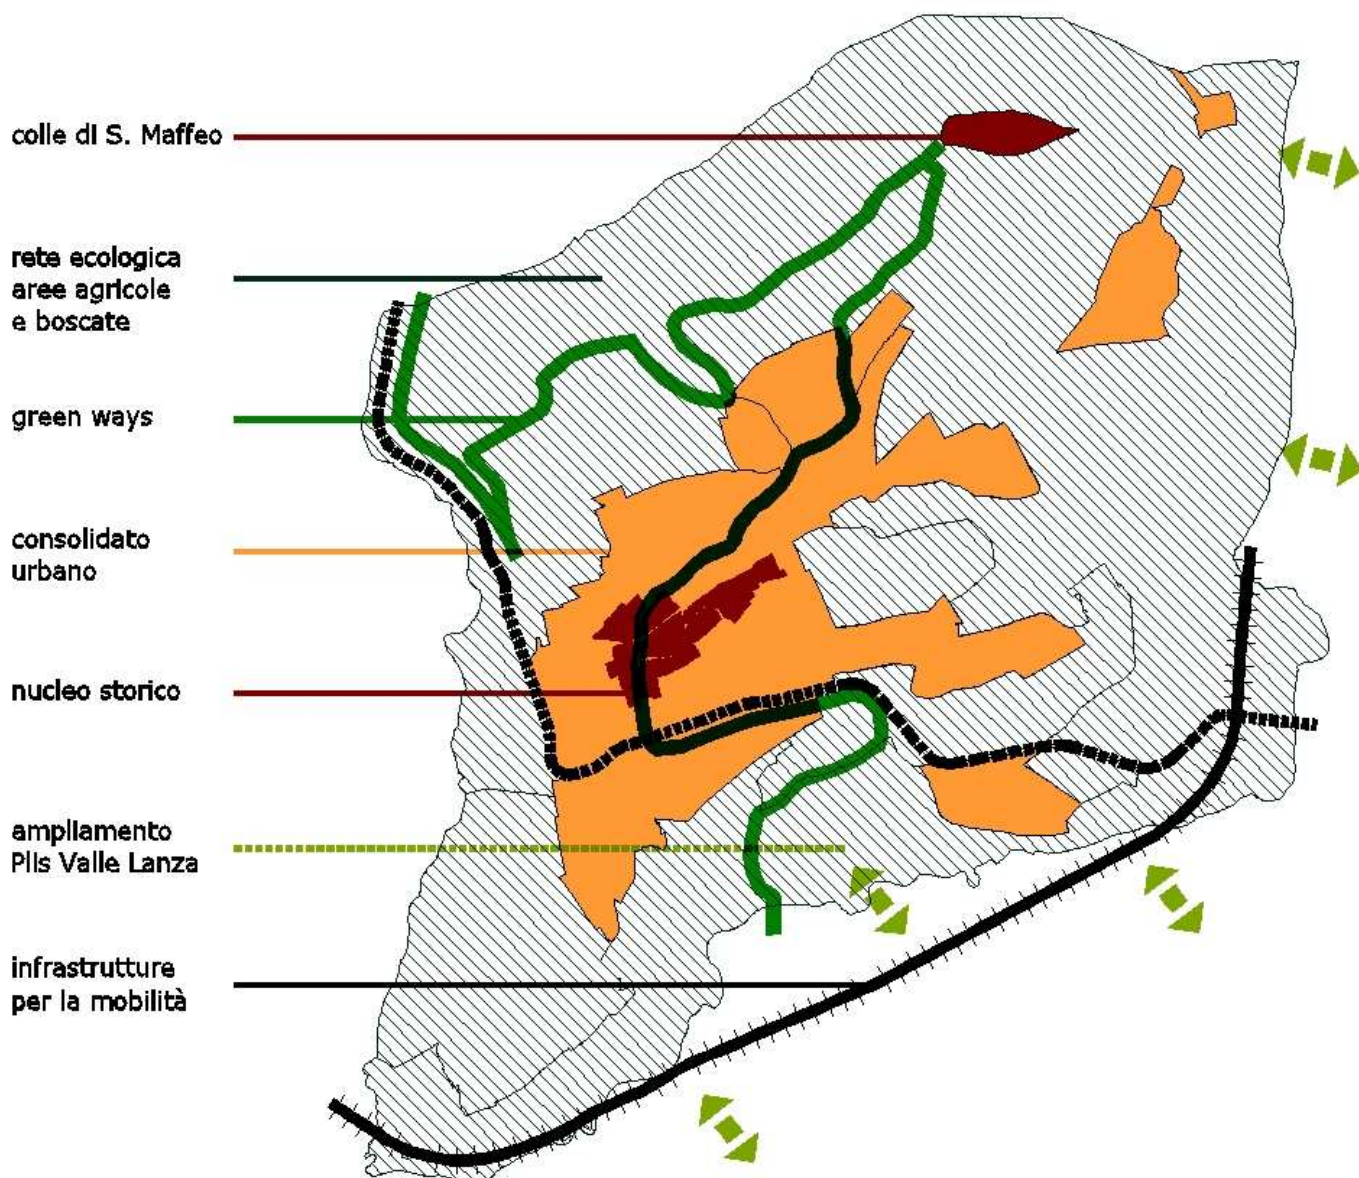 colle di S. Maffeo
rete ecologica
aree agricole
e boscate
green ways
consolidato
urbano
nucleo storico
ampliamento
Plis Valle Lanza
infrastrutture
per la mobilità